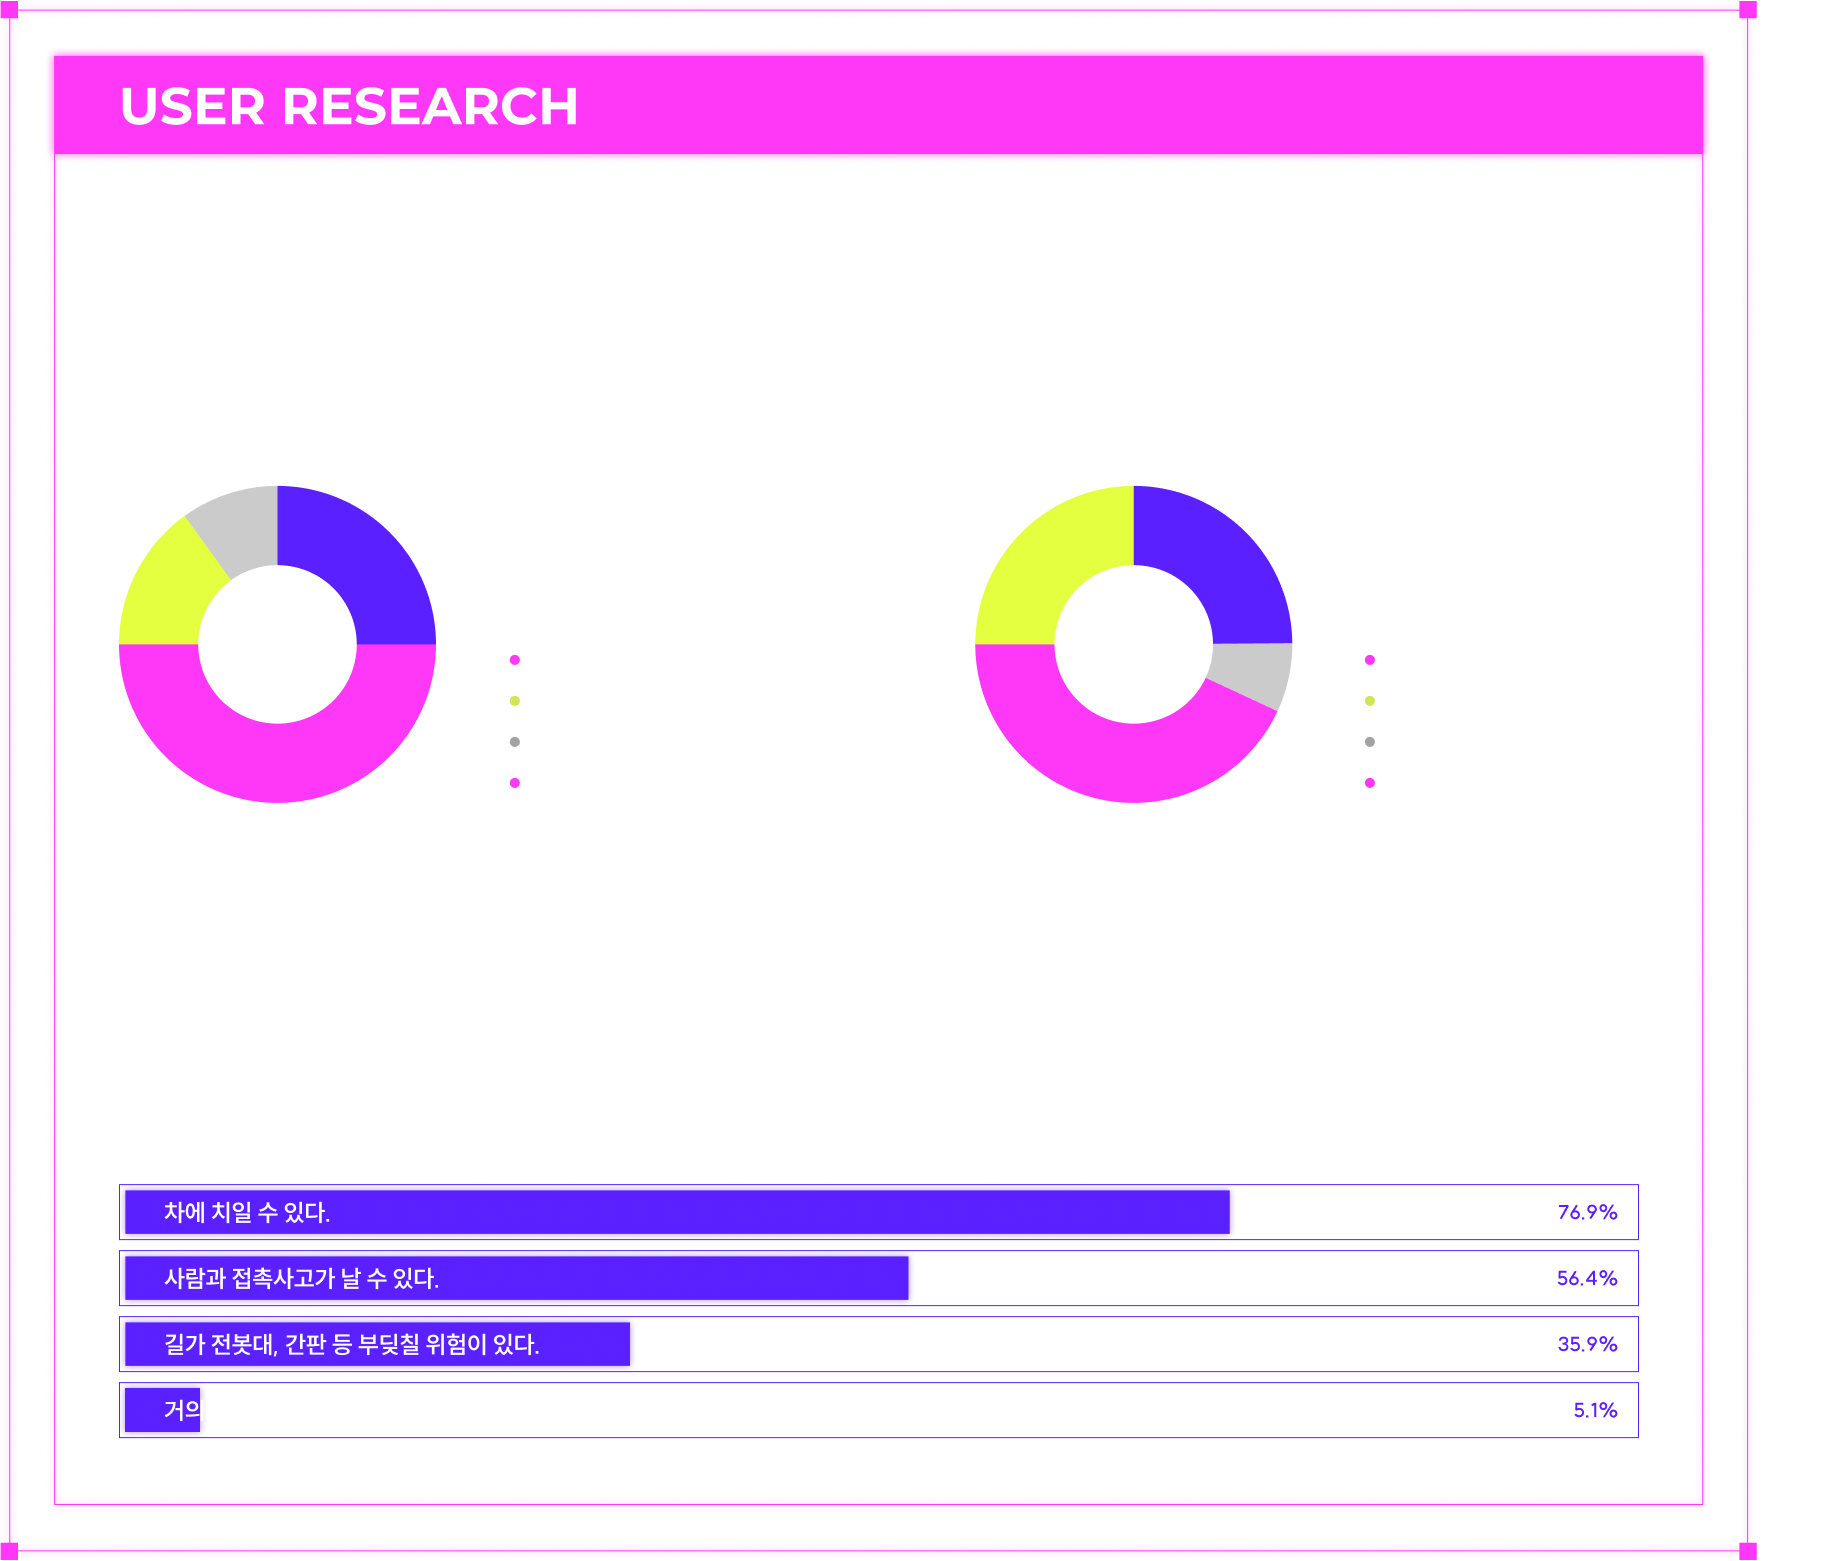 USER RESEARCH
차에 치일 수 있다.
76.9%
사람과 접촉사고가 날 수 있다.
56.4%
길가 전봇대, 간판 등 부딪칠 위험이 있다.
35.9%
거의
5.1%